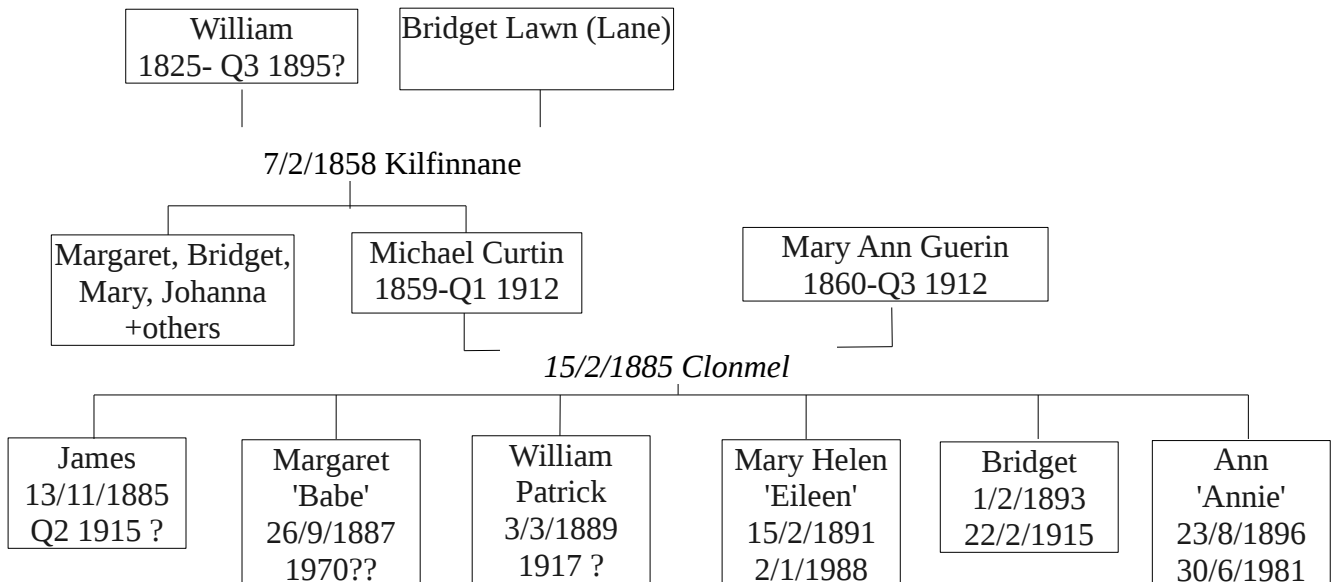 William
1825- Q3 1895?
Bridget Lawn (Lane)
7/2/1858 Kilfinnane
Margaret, Bridget,
Mary, Johanna
+others
Michael Curtin
1859-Q1 1912
Mary Ann Guerin
1860-Q3 1912
15/2/1885 Clonmel
James
13/11/1885
Q2 1915 ?
Margaret
'Babe'
26/9/1887
1970??
William
Patrick
3/3/1889
1917 ?
Mary Helen
'Eileen'
15/2/1891
2/1/1988
Bridget
1/2/1893
22/2/1915
Ann
'Annie'
23/8/1896
30/6/1981